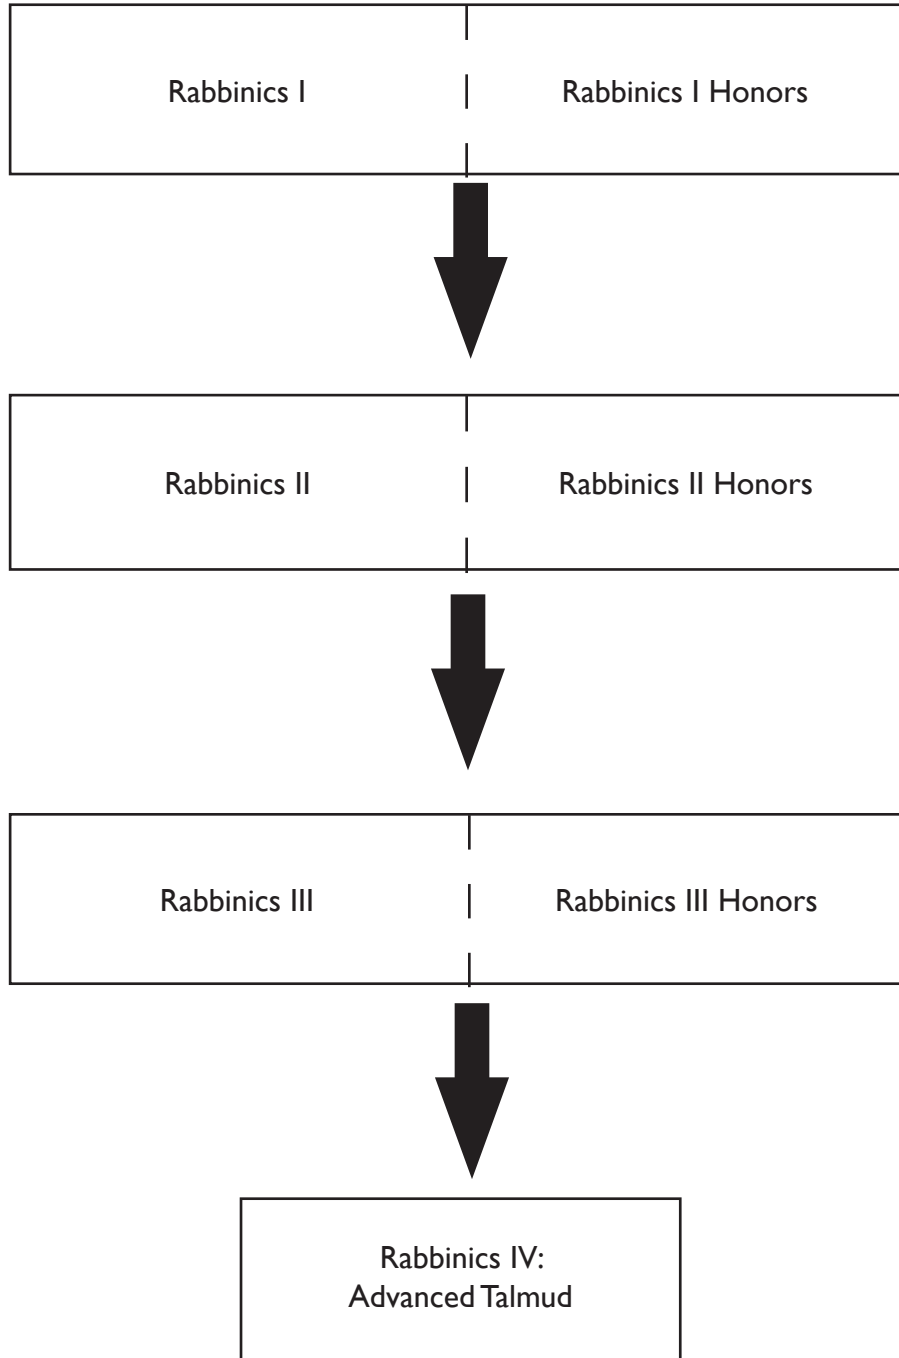 Rabbinics I
Rabbinics I Honors
Rabbinics II
Rabbinics II Honors
Rabbinics III
Rabbinics III Honors
Rabbinics IV:
Advanced Talmud